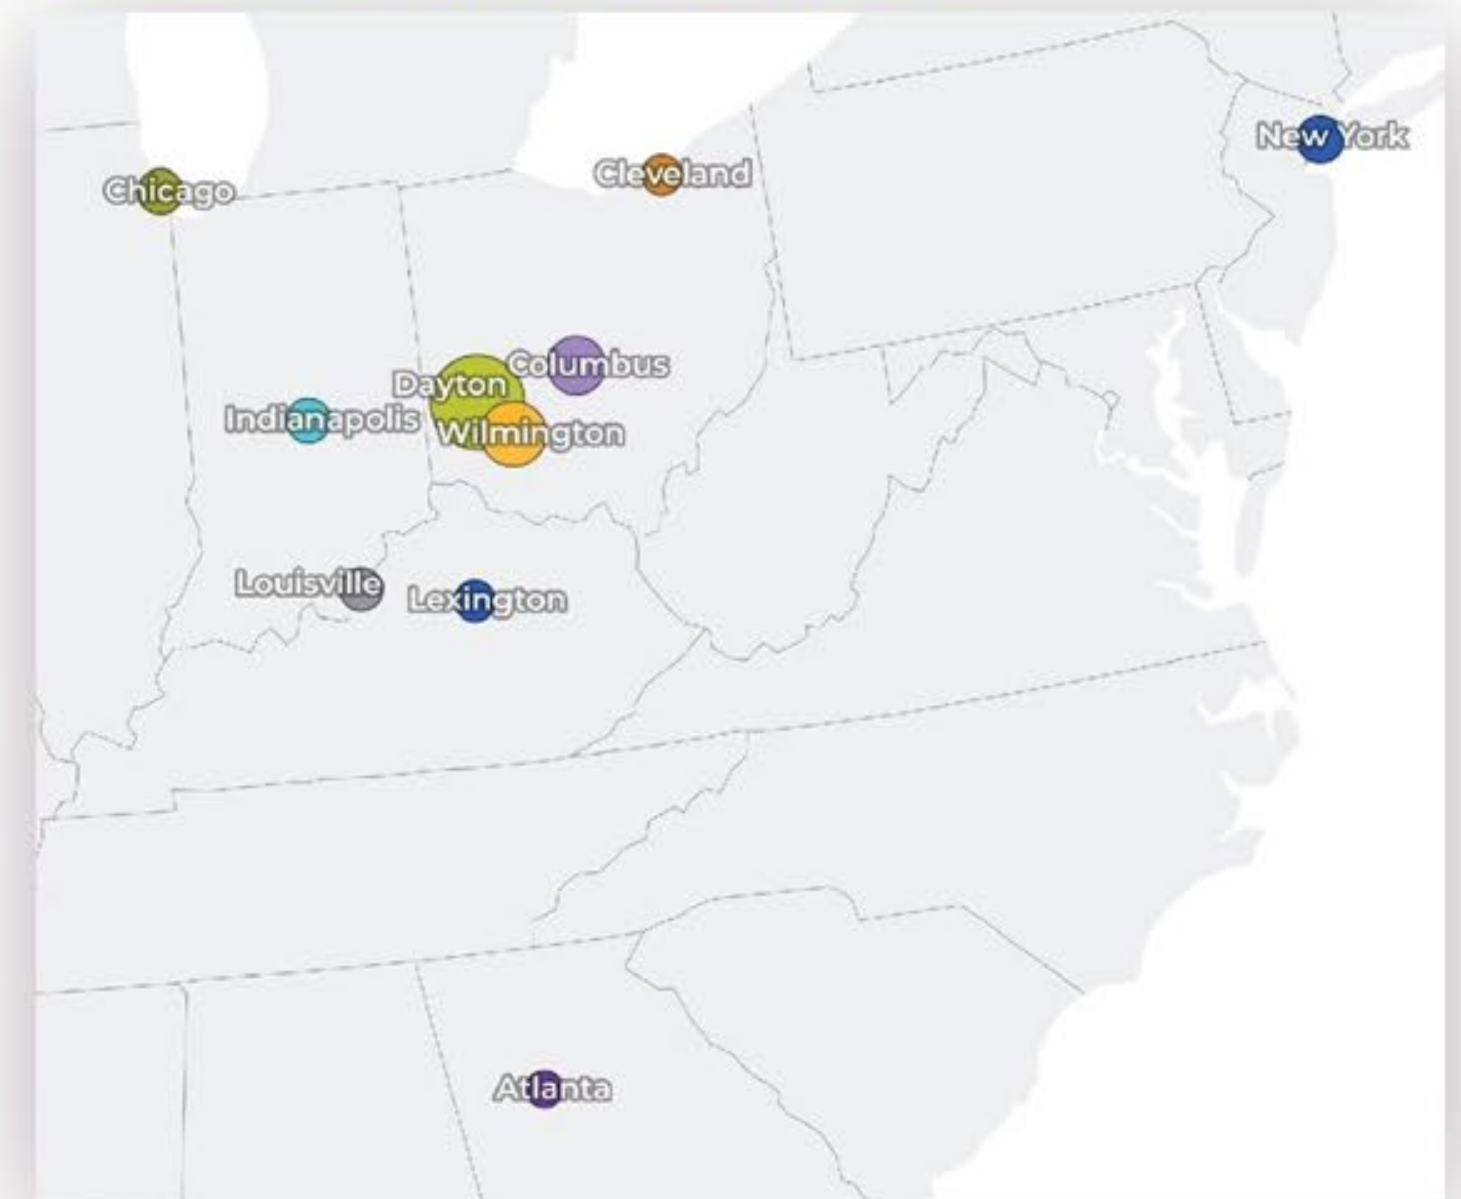 New York
Cleveland
Chicago
Columbus
Dayton
Indianapolis
Wilmington
Louisville
Lexington
Atlanta